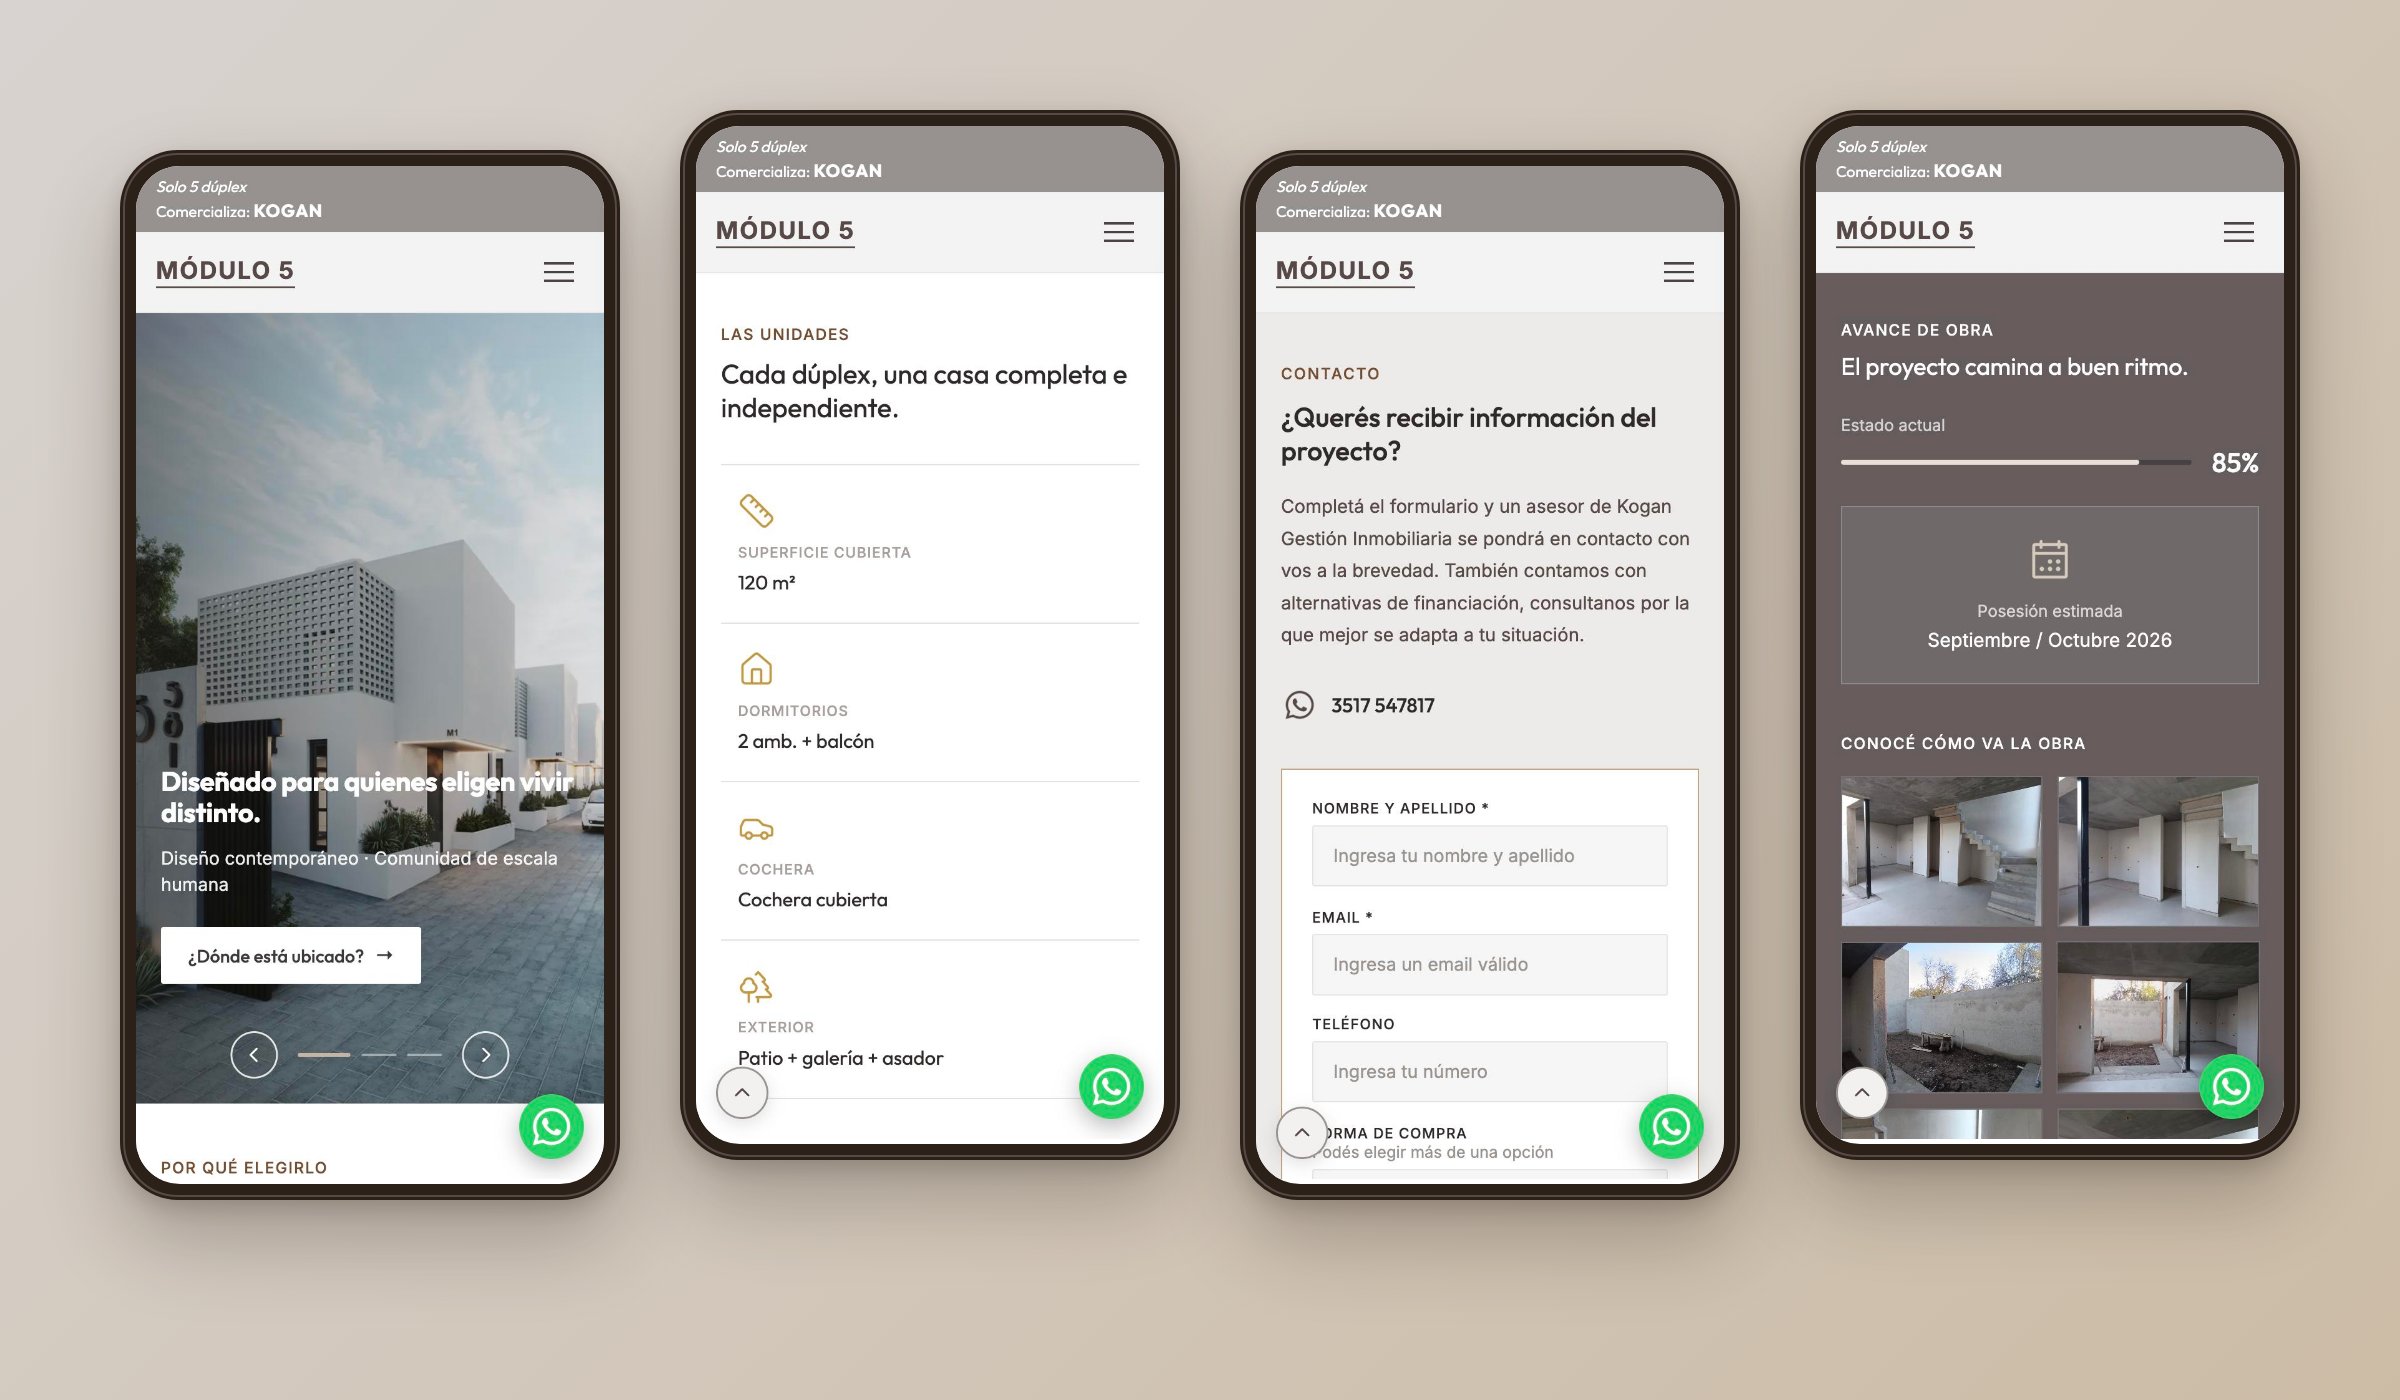 Solo 5 dúplex
Comercializa: KOGAN
MÓDULO 5
M1
Diseñado para quienes eligen vivir
distinto.
Diseño contemporáneo · Comunidad de escala
humana
¿Dónde está ubicado? →
POR QUÉ ELEGIRLO
Solo 5 dúplex
Comercializa: KOGAN
MÓDULO 5
LAS UNIDADES
Cada dúplex, una casa completa e
independiente.
SUPERFICIE CUBIERTA
120 m²
DORMITORIOS
2 amb. + balcón
COCHERA
Cochera cubierta
EXTERIOR
Patio + galería + asador
Solo 5 dúplex
Comercializa: KOGAN
MÓDULO 5
CONTACTO
¿Querés recibir información del
proyecto?
Completá el formulario y un asesor de Kogan
Gestión Inmobiliaria se pondrá en contacto con
vos a la brevedad. También contamos con
alternativas de financiación, consultanos por la
que mejor se adapta a tu situación.
3517 547817
NOMBRE Y APELLIDO *
Ingresa tu nombre y apellido
EMAIL *
Ingresa un email válido
TELÉFONO
Ingresa tu número
ORMA DE COMPRA
odés elegir más de una opción
Solo 5 dúplex
Comercializa: KOGAN
MÓDULO 5
AVANCE DE OBRA
El proyecto camina a buen ritmo.
Estado actual
85%
Posesión estimada
Septiembre / Octubre 2026
CONOCÉ CÓMO VA LA OBRA